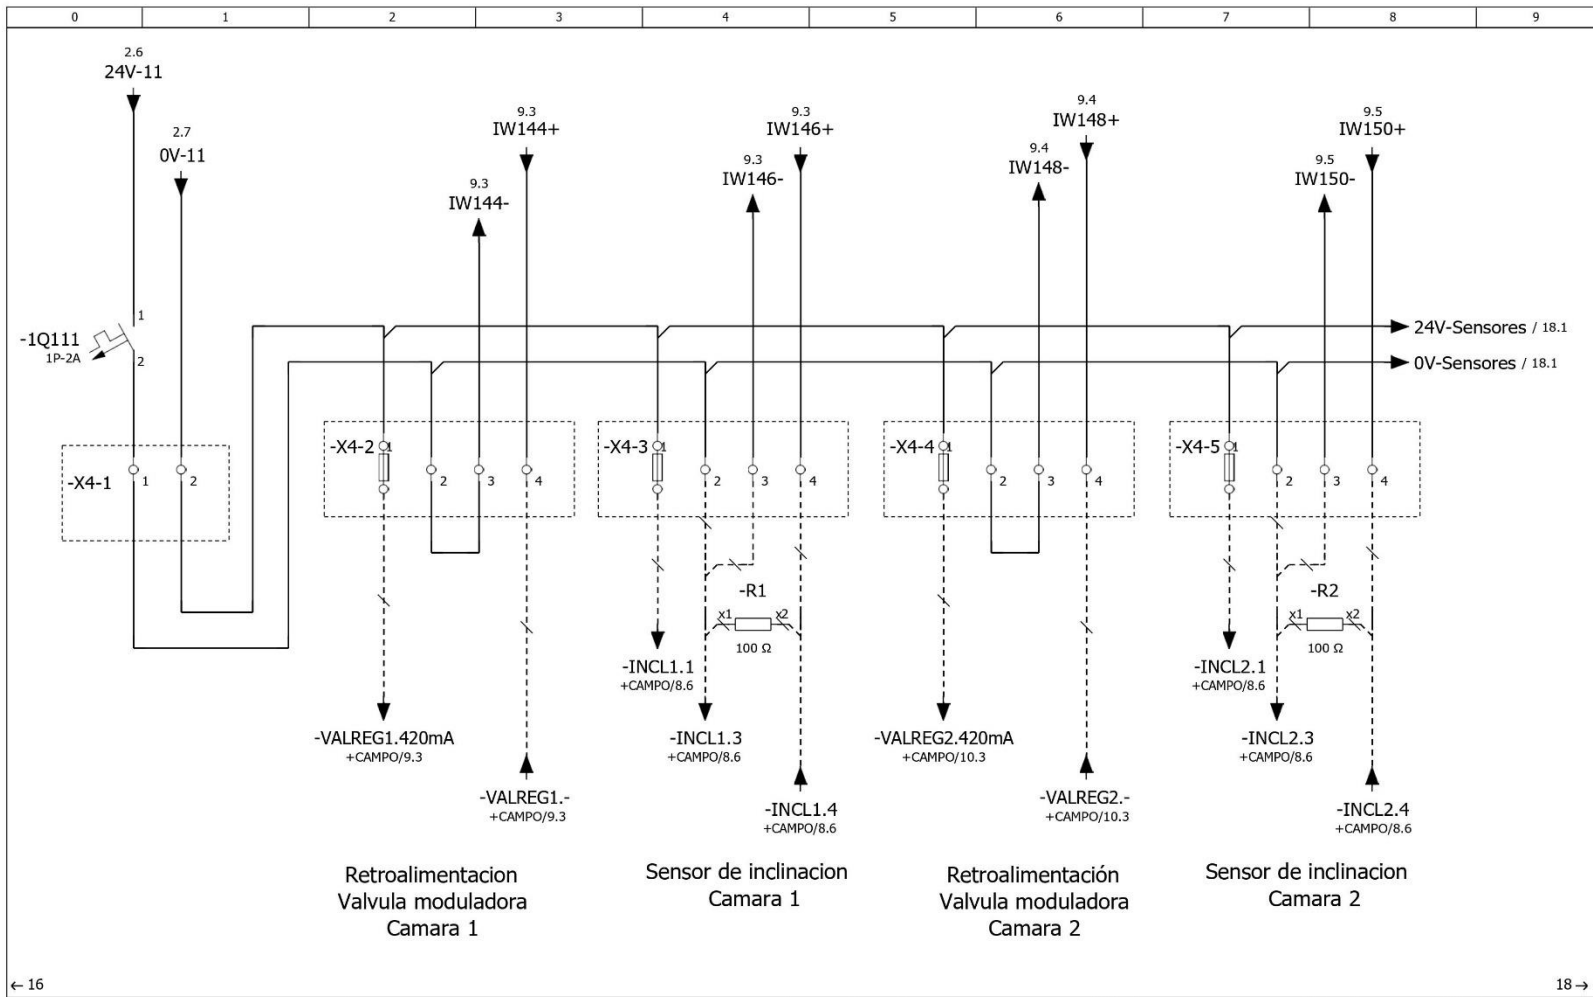 0 1 2 3 4 5 6 7 8 9
2.6
24V-11
2.7
0V-11
9.3
IW144+
9.3
IW144-
9.3
IW146+
9.3
IW146-
9.4
IW148+
9.4
IW148-
9.5
IW150+
9.5
IW150-
1
-1Q111
1P-2A
2
24V-Sensores / 18.1
0V-Sensores / 18.1
-X4-1 1 2
-X4-2 1 2 3 4
-X4-3 1 2 3 4
-X4-4 1 2 3 4
-X4-5 1 2 3 4
-R1
x1 x2
100 Ω
-R2
x1 x2
100 Ω
-INCL1.1
+CAMPO/8.6
-INCL2.1
+CAMPO/8.6
-VALREG1.420mA
+CAMPO/9.3
-INCL1.3
+CAMPO/8.6
-VALREG2.420mA
+CAMPO/10.3
-INCL2.3
+CAMPO/8.6
-VALREG1.-
+CAMPO/9.3
-INCL1.4
+CAMPO/8.6
-VALREG2.-
+CAMPO/10.3
-INCL2.4
+CAMPO/8.6
Retroalimentacion
Valvula moduladora
Camara 1
Sensor de inclinacion
Camara 1
Retroalimentación
Valvula moduladora
Camara 2
Sensor de inclinacion
Camara 2
← 16
18 →